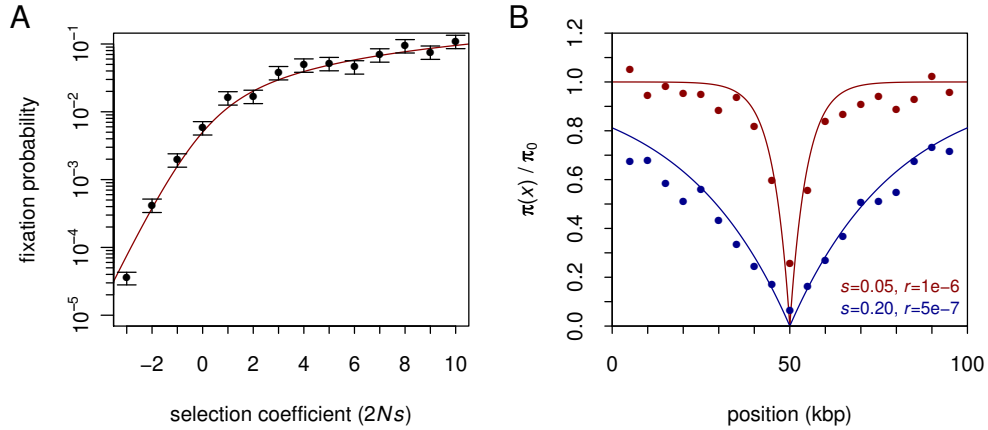 A
fixation probability
10⁻¹
10⁻²
10⁻³
10⁻⁴
10⁻⁵
−2 0 2 4 6 8 10
selection coefficient (2Ns)
B
π(x) / π₀
1.2
1.0
0.8
0.6
0.4
0.2
0.0
s=0.05, r=1e−6
s=0.20, r=5e−7
0 50 100
position (kbp)